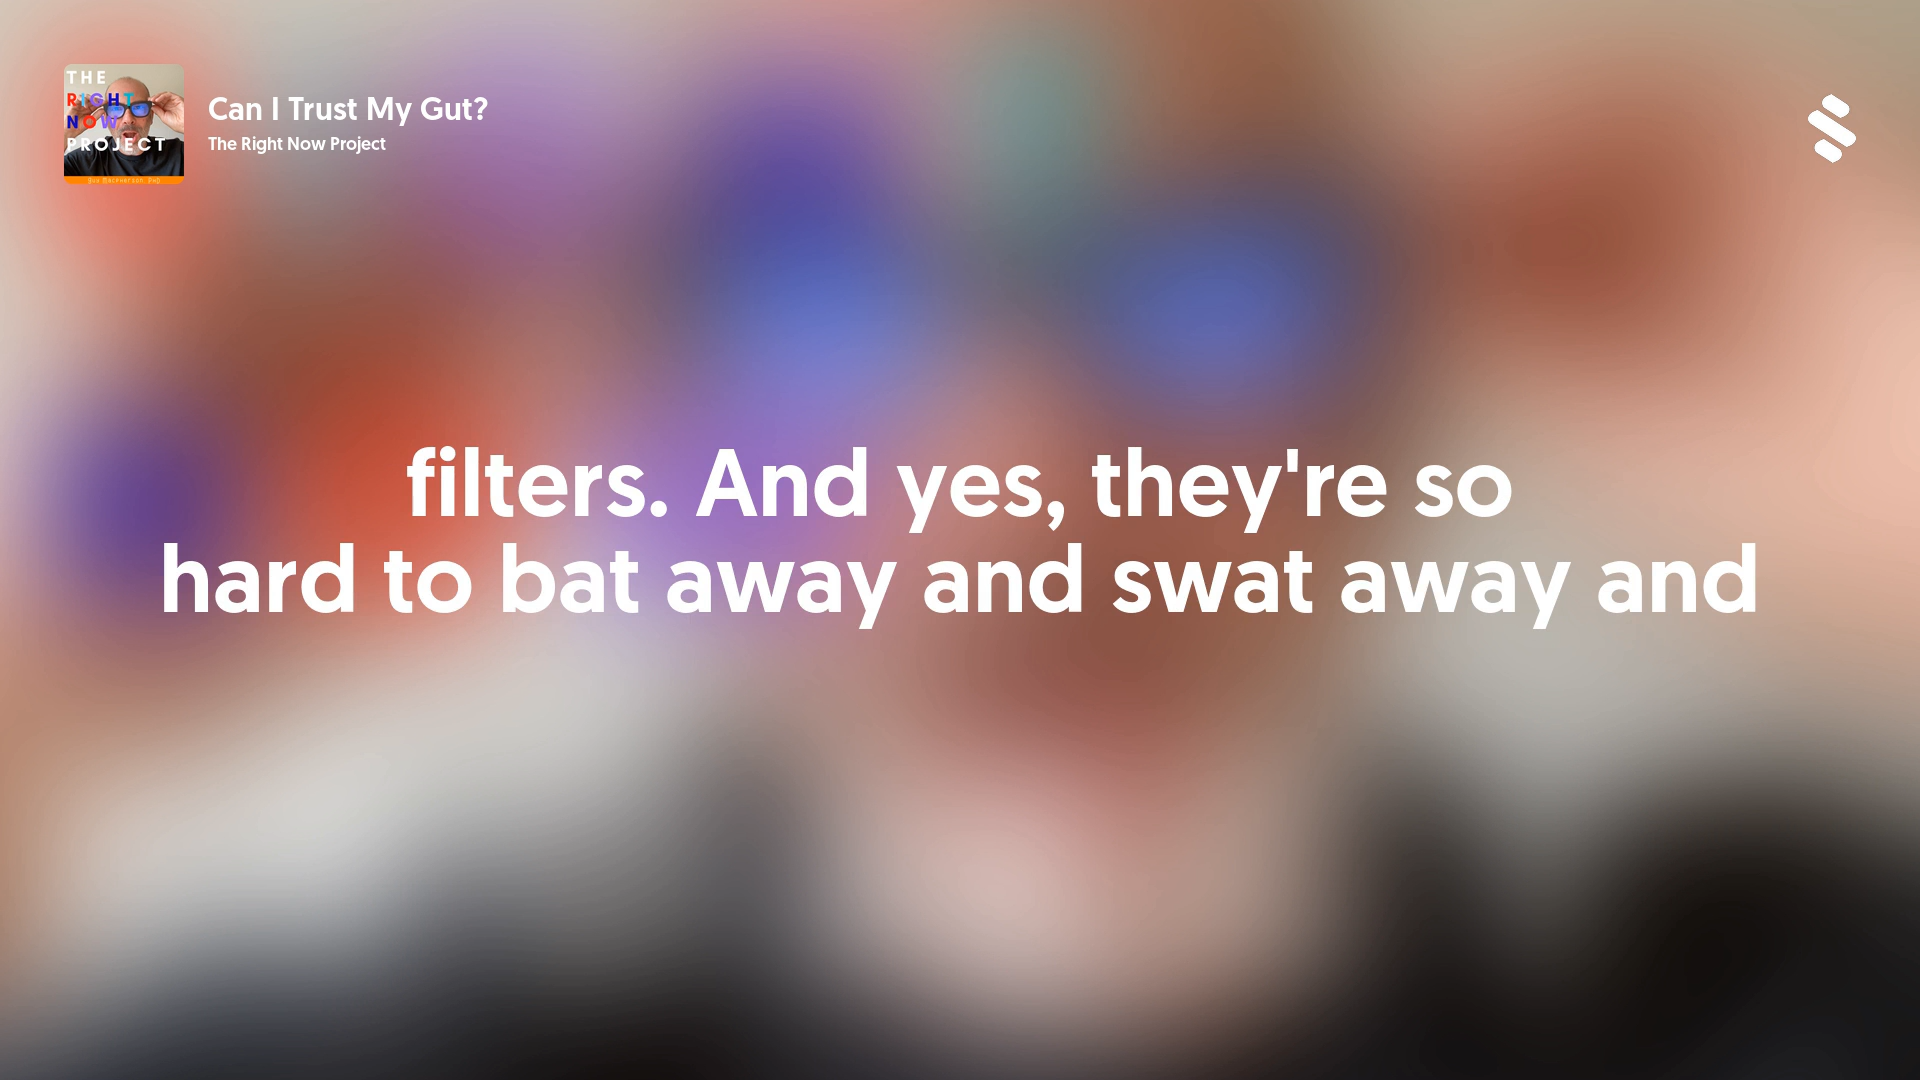 THE
RIGHT
NOW
PROJECT
Can I Trust My Gut?
The Right Now Project
filters. And yes, they're so
hard to bat away and swat away and